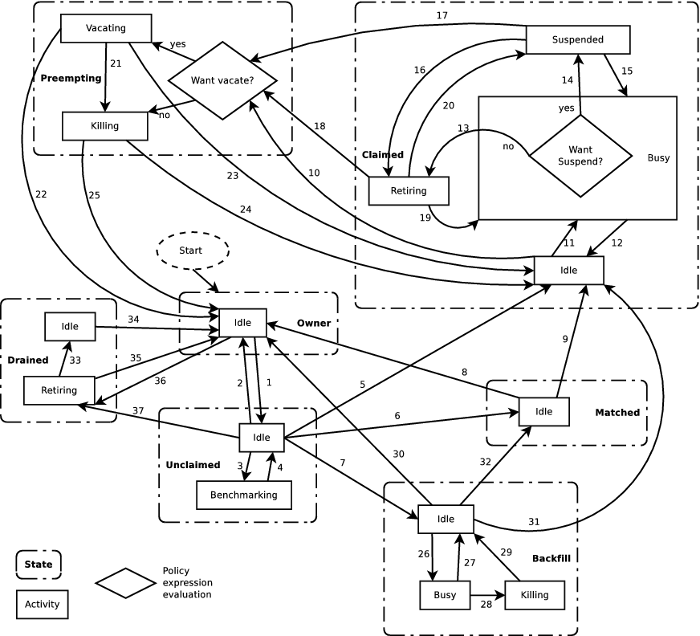 17
Vacating
yes
Suspended
21
16
15
Preempting
Want vacate?
14
20
yes
Killing
no
18
13
no
Want
Suspend?
Busy
Claimed
10
23
Retiring
22
25
24
19
Start
11
12
Idle
Idle
34
Idle
Owner
Drained
33
35
9
36
8
Retiring
2
1
5
37
6
Idle
Matched
Idle
30
Unclaimed
3
4
7
32
Benchmarking
Idle
31
26
27
29
Backfill
State
Policy
expression
evaluation
Busy
28
Killing
Activity